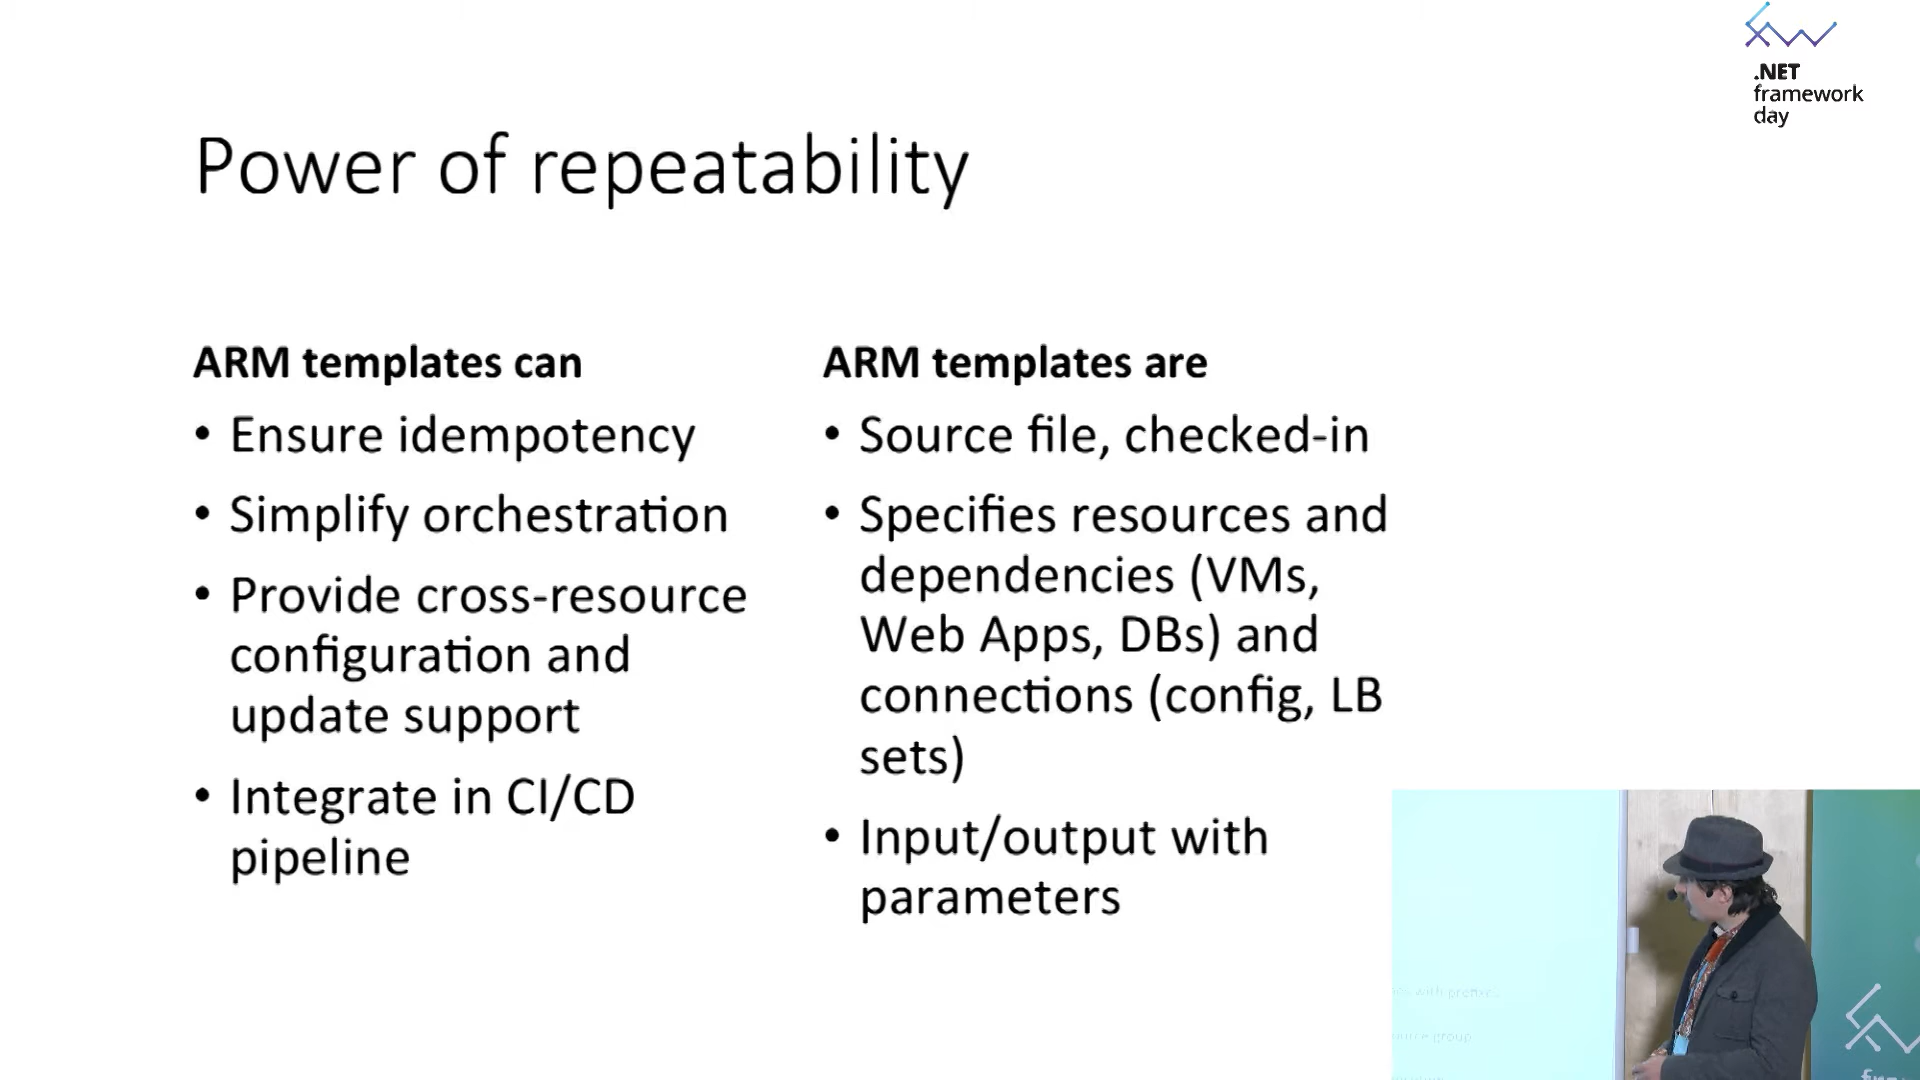 .NET
framework
day
Power of repeatability
ARM templates can
• Ensure idempotency
• Simplify orchestration
• Provide cross-resource
configuration and
update support
• Integrate in CI/CD
pipeline
ARM templates are
• Source file, checked-in
• Specifies resources and
dependencies (VMs,
Web Apps, DBs) and
connections (config, LB
sets)
• Input/output with
parameters
group